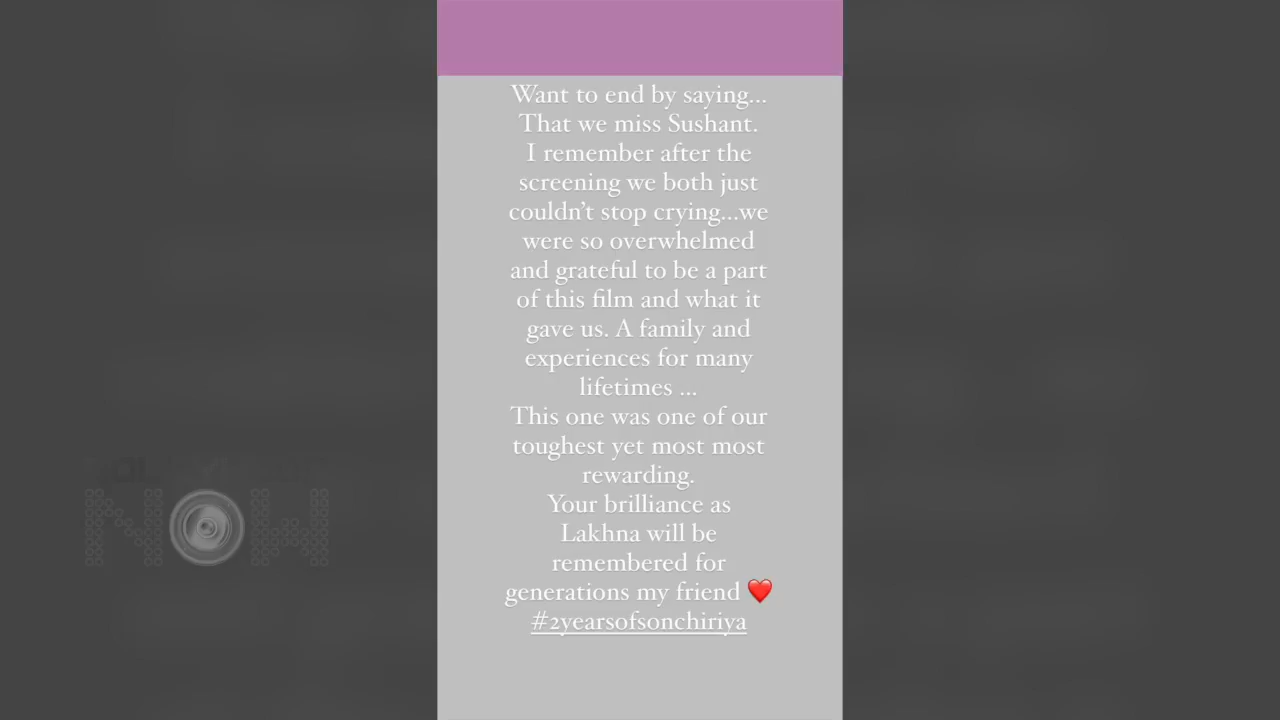 Want to end by saying...
That we miss Sushant.
I remember after the
screening we both just
couldn’t stop crying...we
were so overwhelmed
and grateful to be a part
of this film and what it
gave us. A family and
experiences for many
lifetimes ...
This one was one of our
toughest yet most most
rewarding.
Your brilliance as
Lakhna will be
remembered for
generations my friend ❤️
#2yearsofsonchiriya
NOW